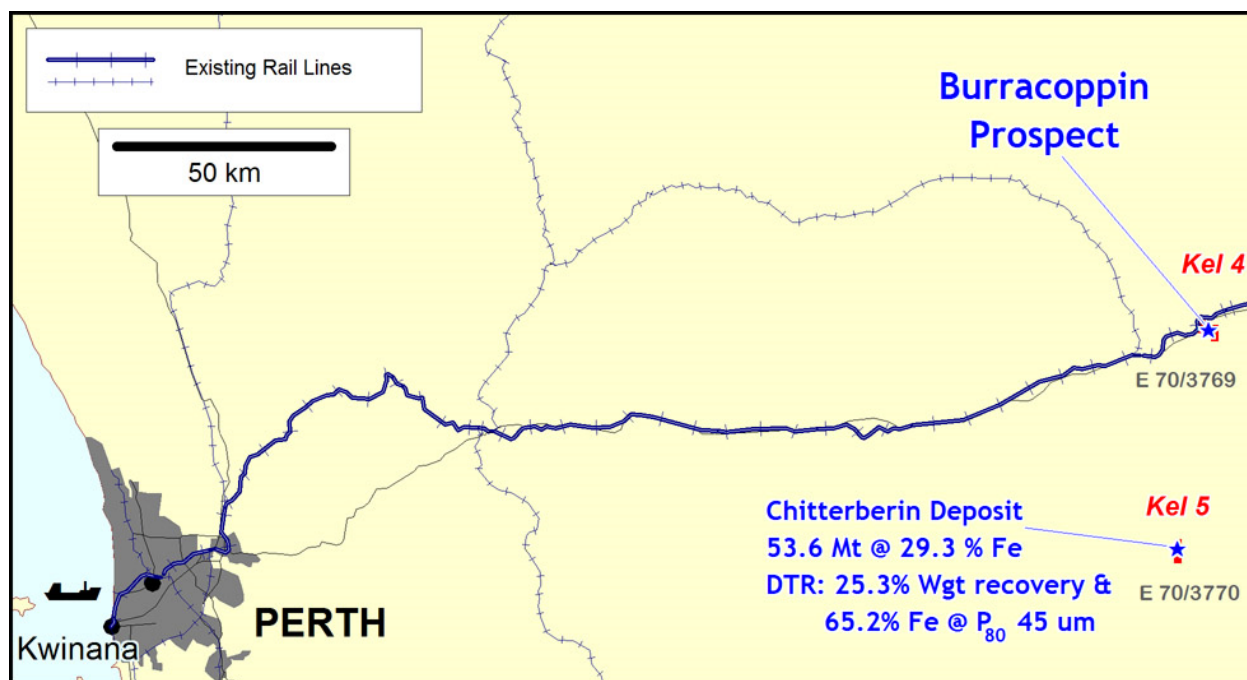 Existing Rail Lines
50 km
Burracoppin
Prospect
Kel 4
E 70/3769
Kel 5
Chitterberin Deposit
53.6 Mt @ 29.3 % Fe
DTR: 25.3% Wgt recovery &
65.2% Fe @ P80 45 um
E 70/3770
PERTH
Kwinana